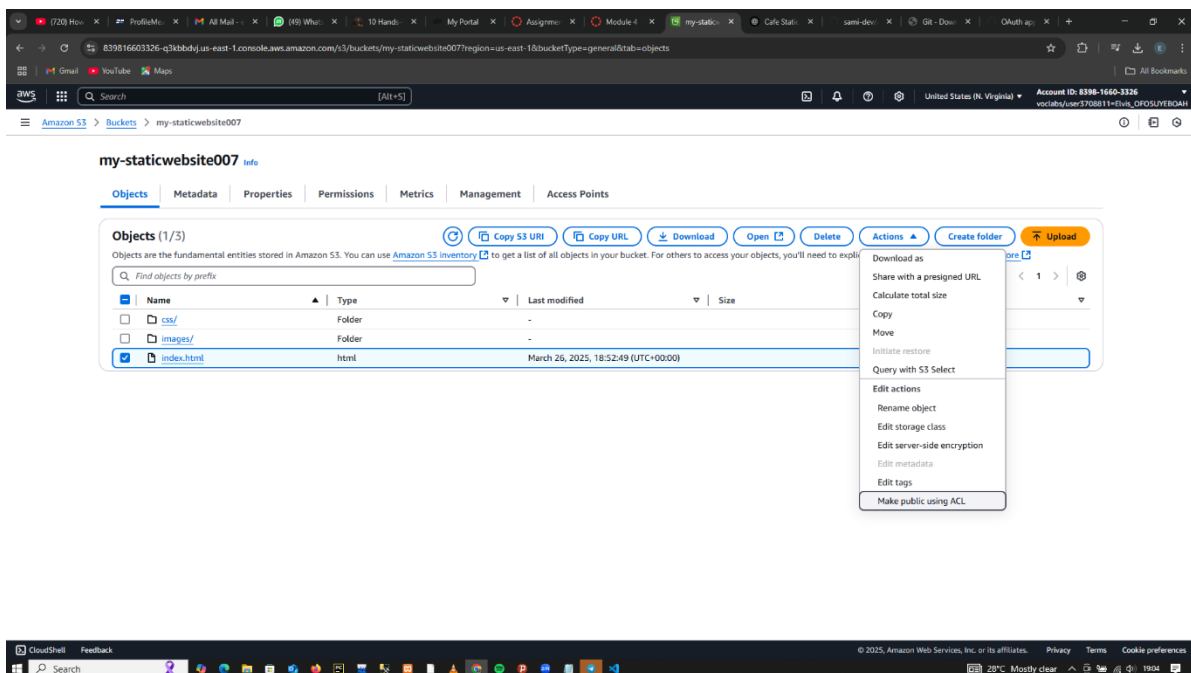 (720) How
ProfileMe
All Mail -
(49) What
10 Hands-
My Portal
Assignme
Module 4
my-static
Cafe Stati
sami-dev
Git - Dow
OAuth ap
839816603326-q3kbbdvj.us-east-1.console.aws.amazon.com/s3/buckets/my-staticwebsite007?region=us-east-1&bucketType=general&tab=objects
Gmail YouTube Maps All Bookmarks
aws Search [Alt+S] United States (N. Virginia) Account ID: 8398-1660-3326
voclabs/user3708811=Elvis_OFOSUYEBOAH
Amazon S3 > Buckets > my-staticwebsite007
my-staticwebsite007 Info
Objects Metadata Properties Permissions Metrics Management Access Points
Objects (1/3) Copy S3 URI Copy URL Download Open Delete Actions Create folder Upload
Objects are the fundamental entities stored in Amazon S3. You can use Amazon S3 inventory to get a list of all objects in your bucket. For others to access your objects, you'll need to expli
ore
Find objects by prefix 1
Name Type Last modified Size
css/ Folder -
images/ Folder -
index.html html March 26, 2025, 18:52:49 (UTC+00:00)
Download as
Share with a presigned URL
Calculate total size
Copy
Move
Initiate restore
Query with S3 Select
Edit actions
Rename object
Edit storage class
Edit server-side encryption
Edit metadata
Edit tags
Make public using ACL
CloudShell Feedback © 2025, Amazon Web Services, Inc. or its affiliates. Privacy Terms Cookie preferences
Search 28°C Mostly clear 1904